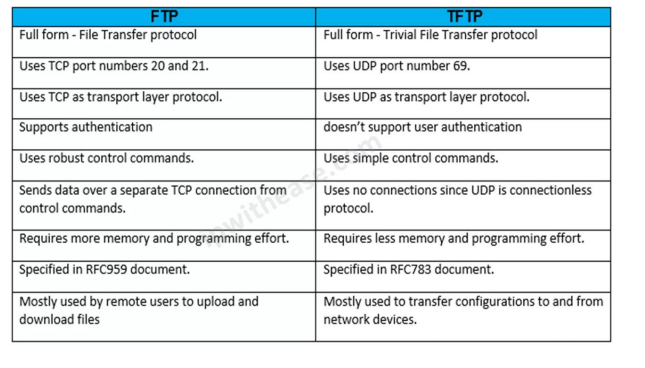 FTP TFTP
Full form - File Transfer protocol Full form - Trivial File Transfer protocol
Uses TCP port numbers 20 and 21. Uses UDP port number 69.
Uses TCP as transport layer protocol. Uses UDP as transport layer protocol.
Supports authentication doesn't support user authentication
Uses robust control commands. Uses simple control commands.
Sends data over a separate TCP connection from Uses no connections since UDP is connectionless
control commands. protocol.
Requires more memory and programming effort. Requires less memory and programming effort.
Specified in RFC959 document. Specified in RFC783 document.
Mostly used by remote users to upload and Mostly used to transfer configurations to and from
download files network devices.